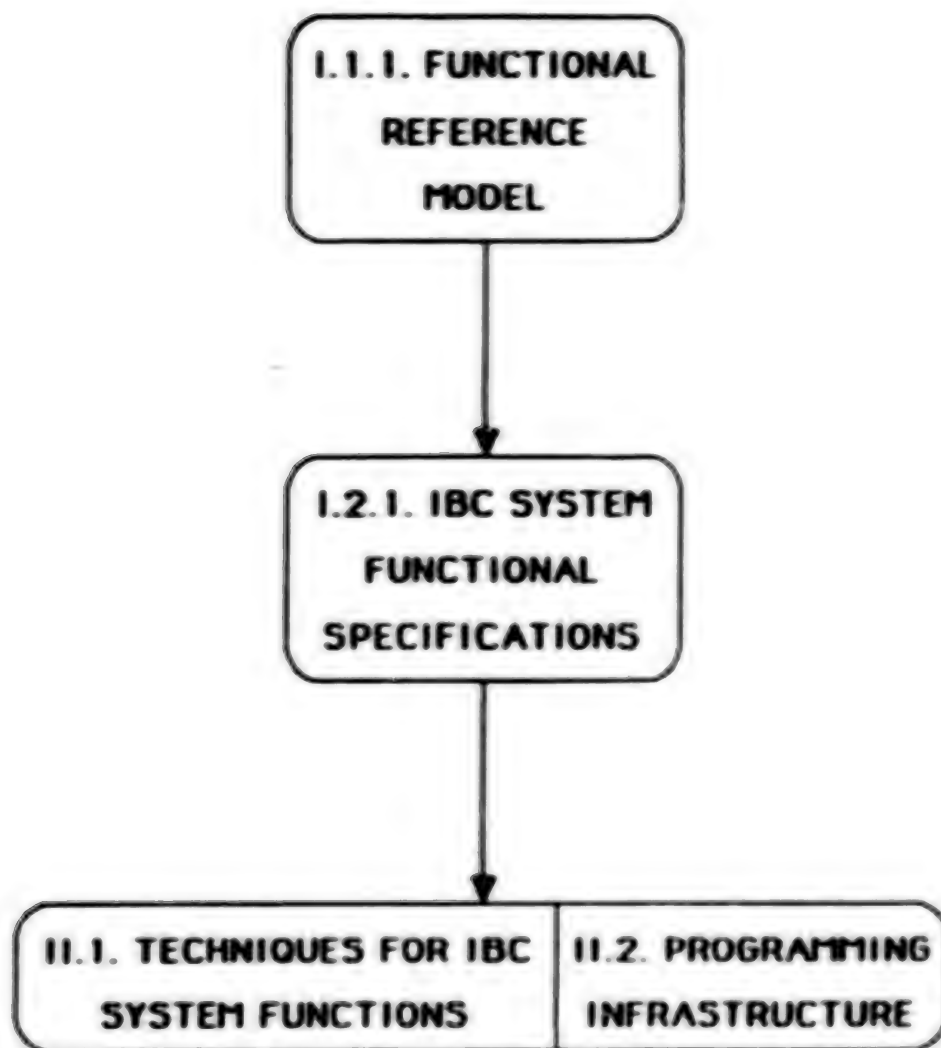 I.1.1. FUNCTIONAL
REFERENCE
MODEL
I.2.1. IBC SYSTEM
FUNCTIONAL
SPECIFICATIONS
II.1. TECHNIQUES FOR IBC
SYSTEM FUNCTIONS
II.2. PROGRAMMING
INFRASTRUCTURE